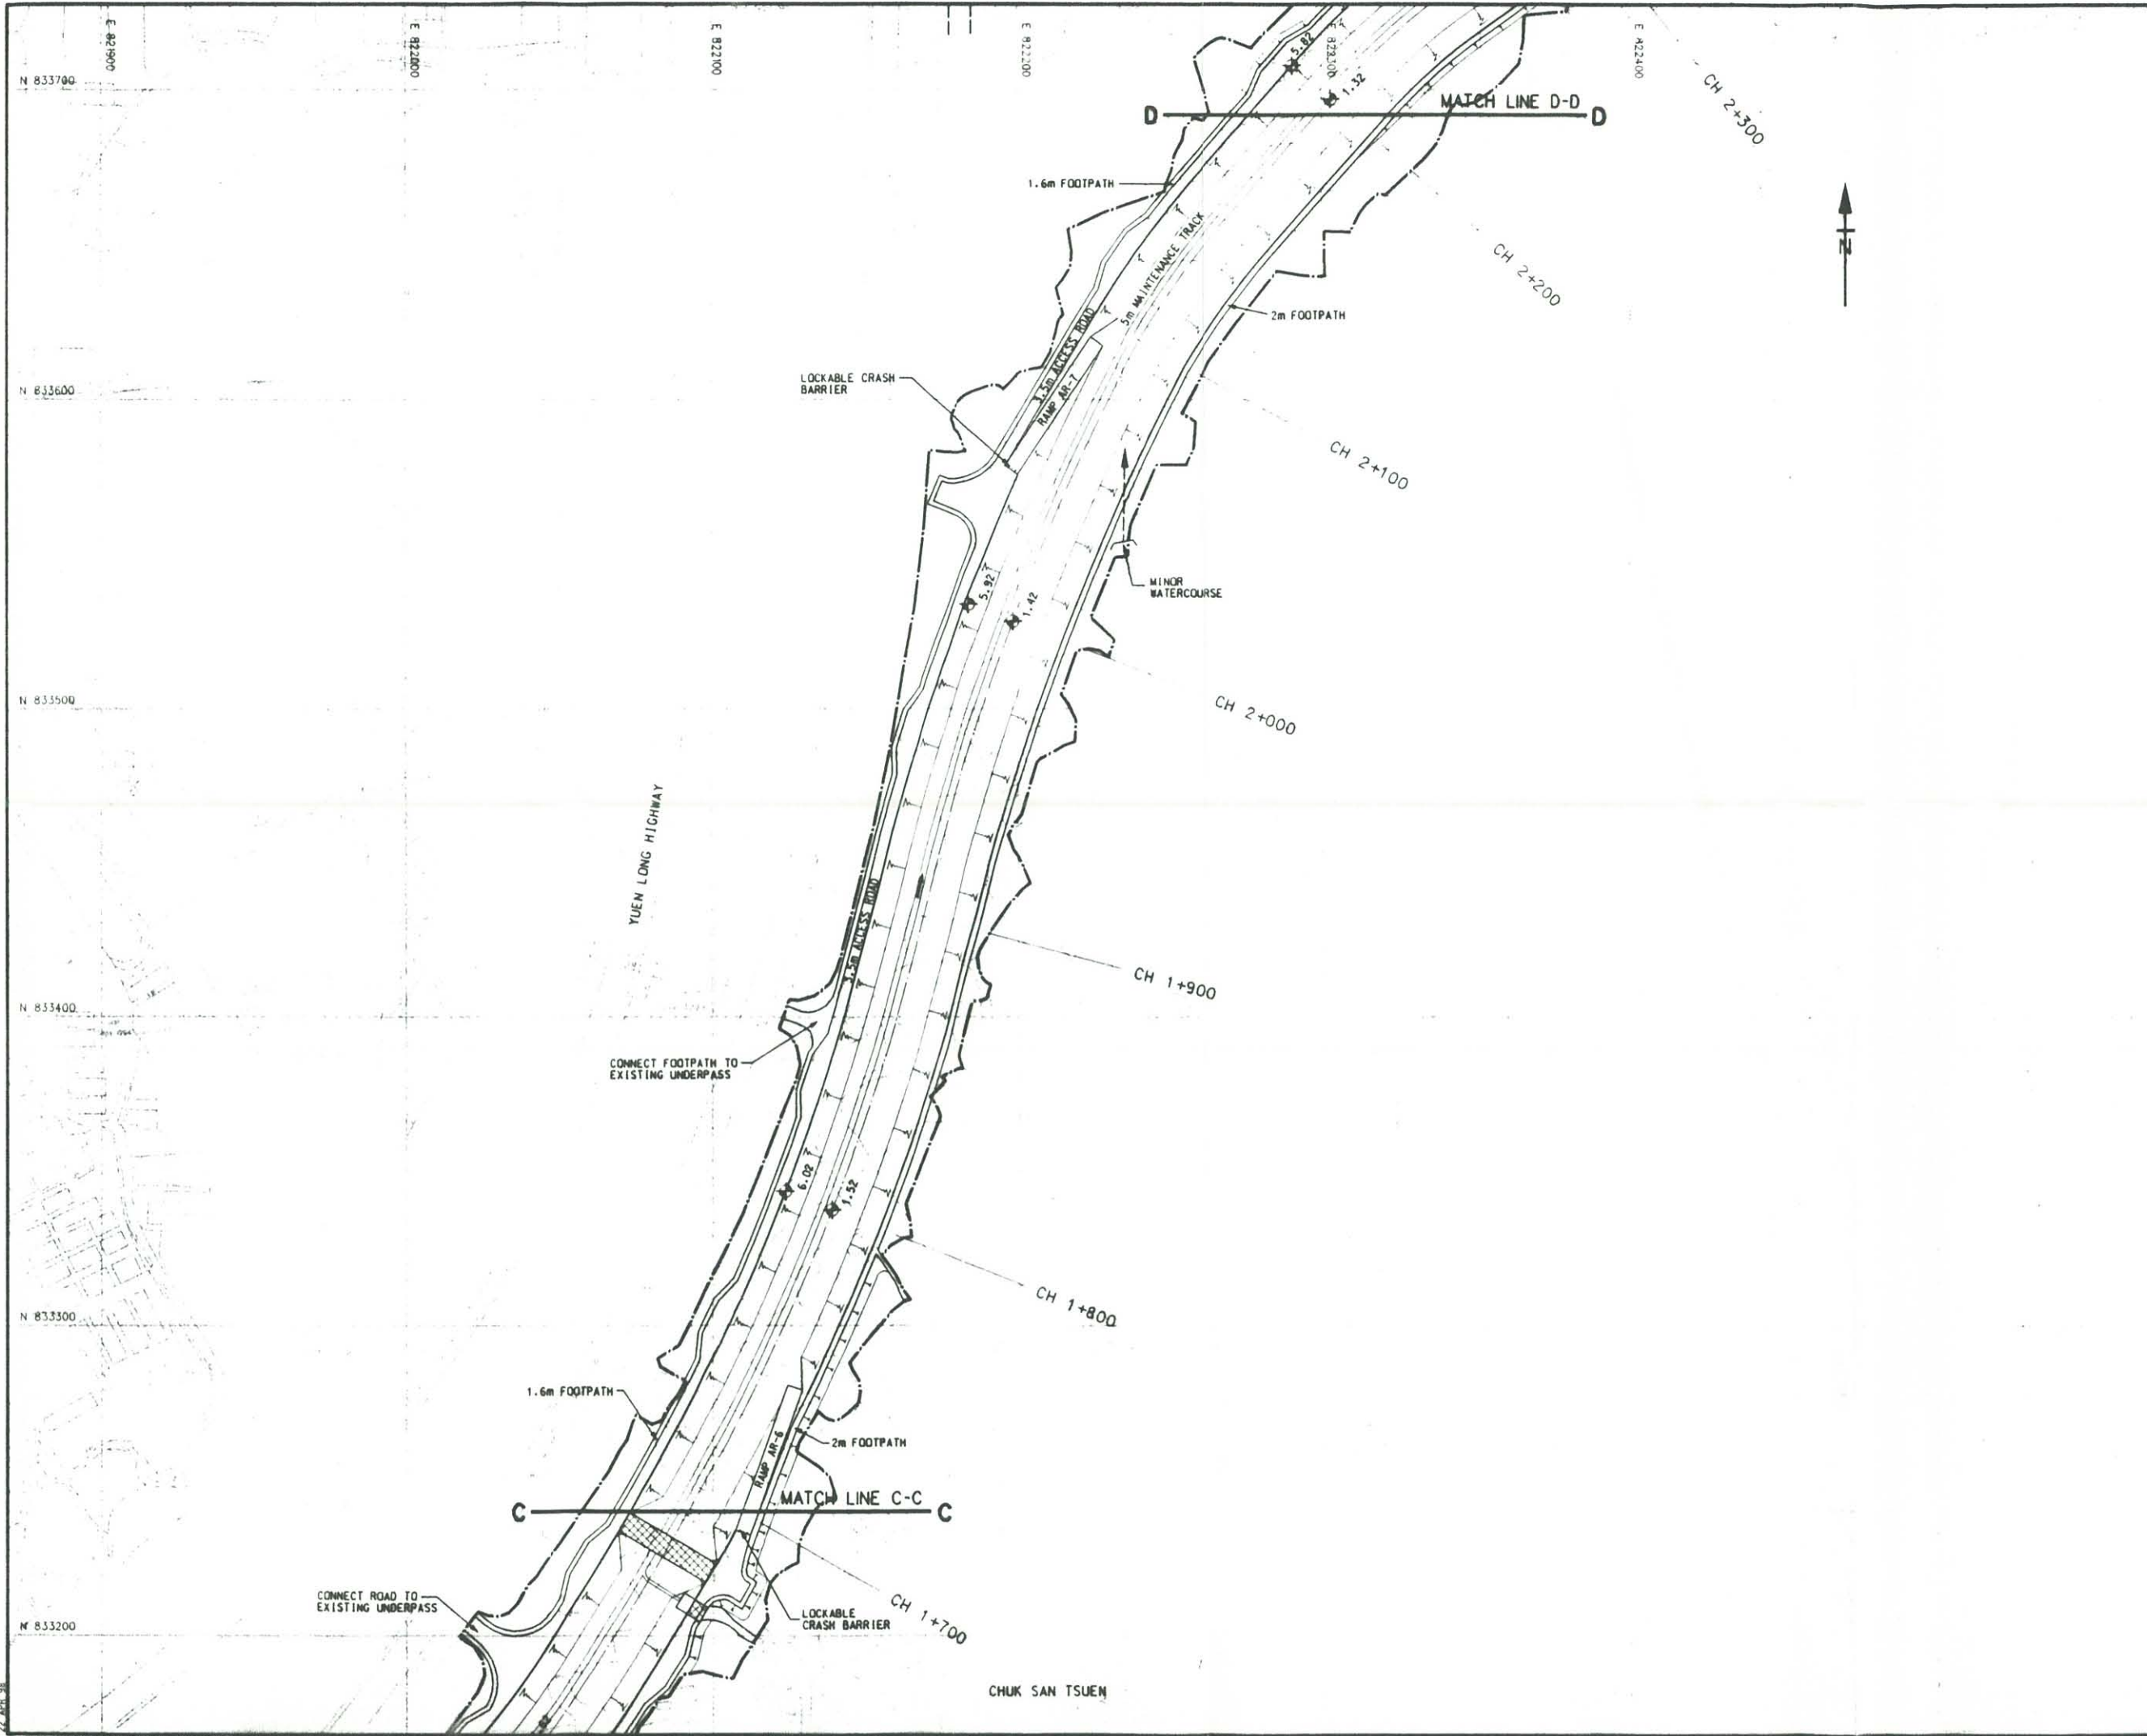 E 821900
E 822000
E 822100
E 822200
E 822300
E 822400
N 833700
5.82
1.32
CH 2+300
D
MATCH LINE D-D
D
1.6m FOOTPATH
5m MAINTENANCE TRACK
N
CH 2+200
2m FOOTPATH
3.5m ACCESS ROAD
RAMP AR-7
LOCKABLE CRASH
BARRIER
N 833600
CH 2+100
5.92
1.42
MINOR
WATERCOURSE
N 833500
CH 2+000
YUEN LONG HIGHWAY
3.5m ACCESS ROAD
CH 1+900
N 833400
CONNECT FOOTPATH TO
EXISTING UNDERPASS
6.02
1.52
CH 1+800
N 833300
1.6m FOOTPATH
2m FOOTPATH
RAMP AR-6
C
MATCH LINE C-C
C
CONNECT ROAD TO
EXISTING UNDERPASS
LOCKABLE
CRASH BARRIER
CH 1+700
N 833200
CHUK SAN TSUEN